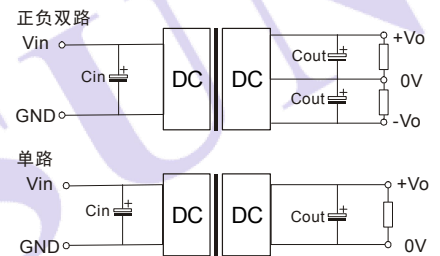 正负双路
Vin
+Vo
Cout
+
Cin
+
DC
DC
0V
Cout
+
GND
-Vo
单路
Vin
+Vo
Cin
+
DC
DC
Cout
+
GND
0V